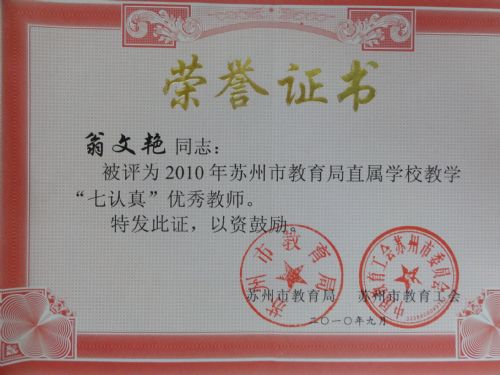 荣誉证书
翁文艳 同志：
被评为 2010 年苏州市教育局直属学校教学
“七认真”优秀教师。
特发此证，以资鼓励。
苏州市教育局
中国教育工会苏州市委员会
苏州市教育局 苏州市教育工会
二〇一〇年九月